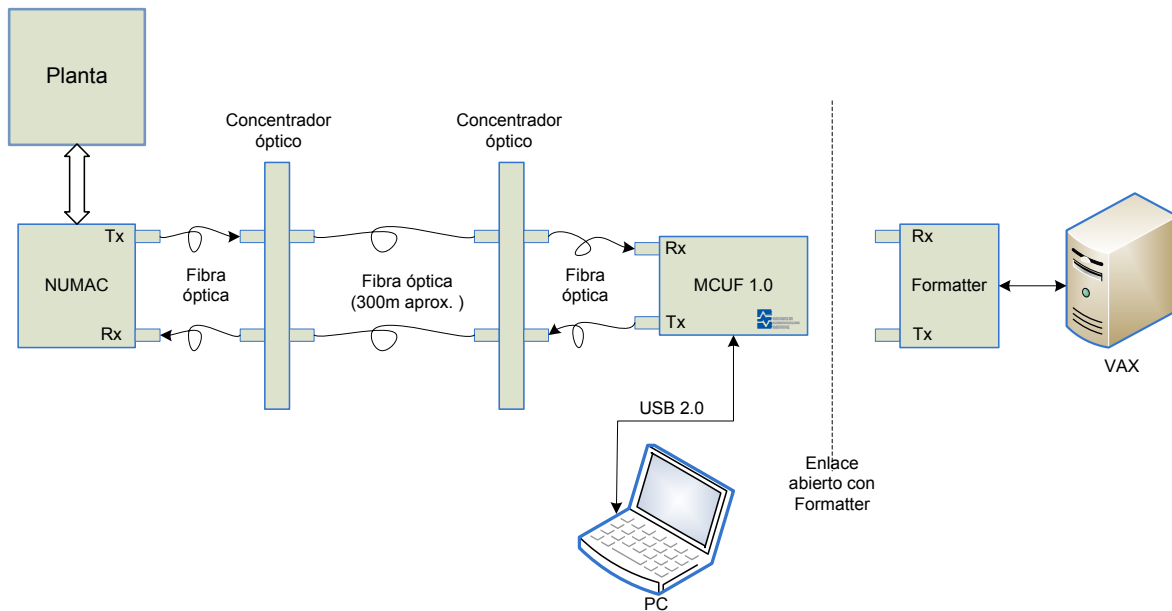 Planta
Concentrador
óptico
Concentrador
óptico
Tx
NUMAC
Rx
Fibra
óptica
Fibra óptica
(300m aprox. )
Fibra
óptica
Rx
MCUF 1.0
Tx
Rx
Formatter
Tx
VAX
USB 2.0
Enlace
abierto con
Formatter
PC